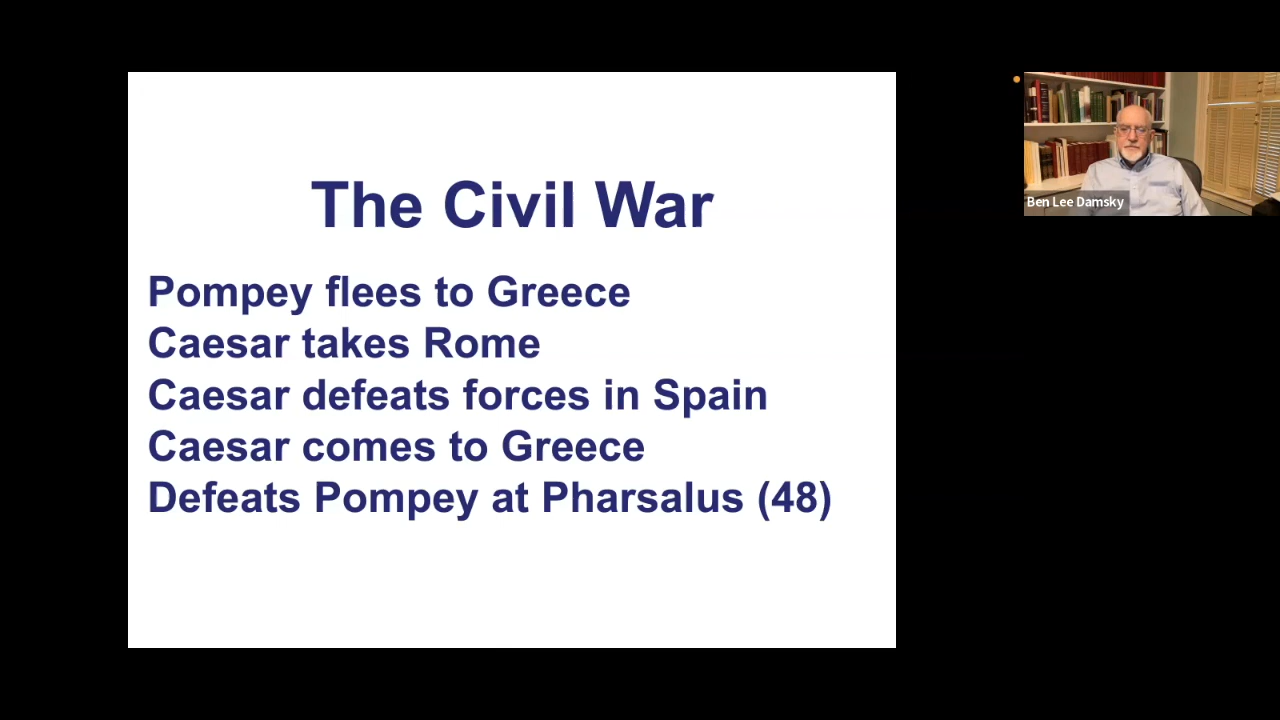 The Civil War
Pompey flees to Greece
Caesar takes Rome
Caesar defeats forces in Spain
Caesar comes to Greece
Defeats Pompey at Pharsalus (48)
Ben Lee Damsky